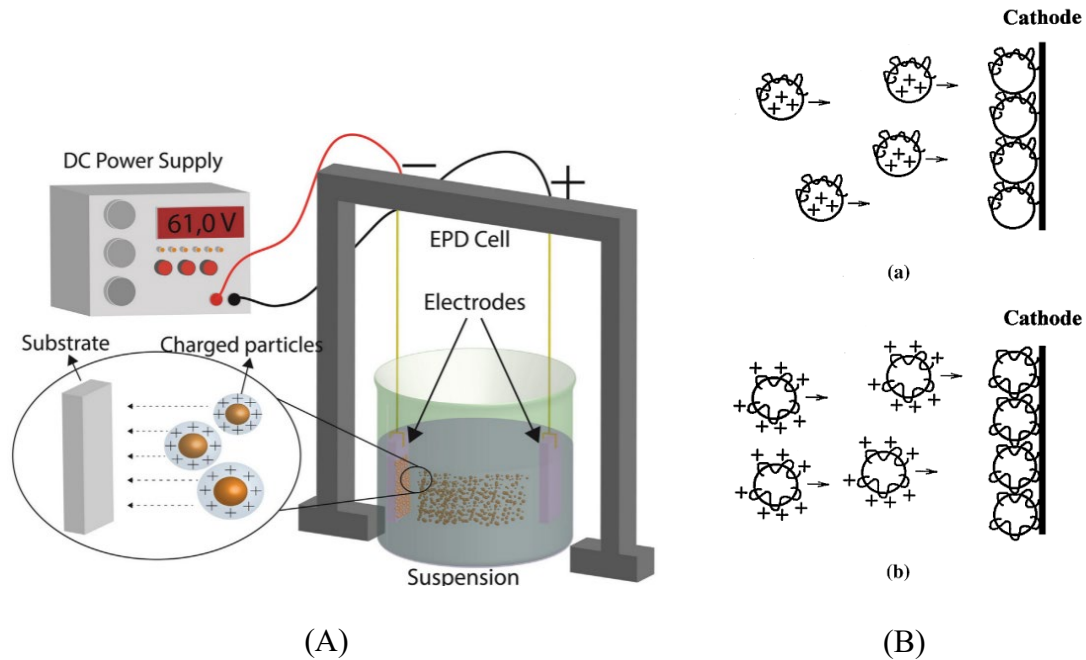 DC Power Supply
61,0 V
−
+
EPD Cell
Electrodes
Substrate
Charged particles
Suspension
(A)
Cathode
(a)
Cathode
(b)
(B)